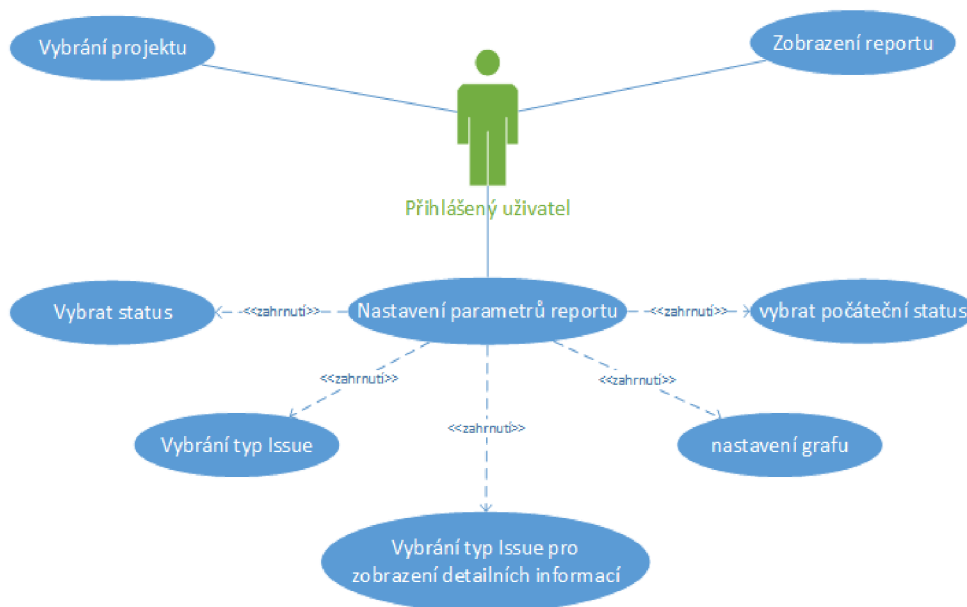 Vybrání projektu
Zobrazení reportu
Přihlášený uživatel
Vybrat status
<<zahrnutí>>
Nastavení parametrů reportu
<<zahrnutí>>
vybrat počáteční status
<<zahrnutí>>
<<zahrnutí>>
<<zahrnutí>>
Vybrání typ Issue
nastavení grafu
Vybrání typ Issue pro
zobrazení detailních informací